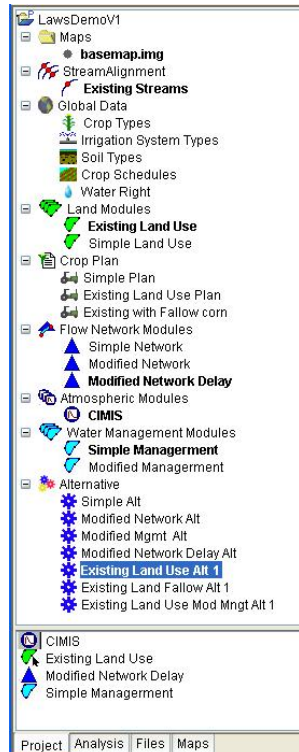 LawsDemoV1
Maps
basemap.img
StreamAlignment
Existing Streams
Global Data
Crop Types
Irrigation System Types
Soil Types
Crop Schedules
Water Right
Land Modules
Existing Land Use
Simple Land Use
Crop Plan
Simple Plan
Existing Land Use Plan
Existing with Fallow corn
Flow Network Modules
Simple Network
Modified Network
Modified Network Delay
Atmospheric Modules
CIMIS
Water Management Modules
Simple Managerment
Modified Managerment
Alternative
Simple Alt
Modified Network Alt
Modified Mgmt Alt
Modified Network Delay Alt
Existing Land Use Alt 1
Existing Land Fallow Alt 1
Existing Land Use Mod Mngt Alt 1
CIMIS
Existing Land Use
Modified Network Delay
Simple Managerment
Project Analysis Files Maps